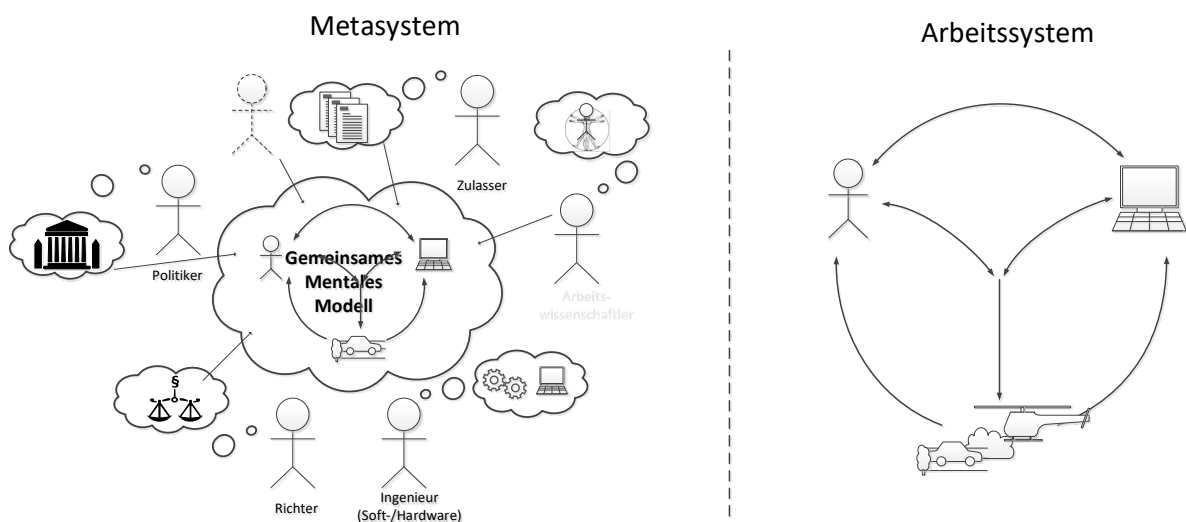 Metasystem
Arbeitssystem
Zulasser
Politiker
Gemeinsames
Mentales
Modell
Arbeits-
wissenschaftler
§
Richter
Ingenieur
(Soft-/Hardware)